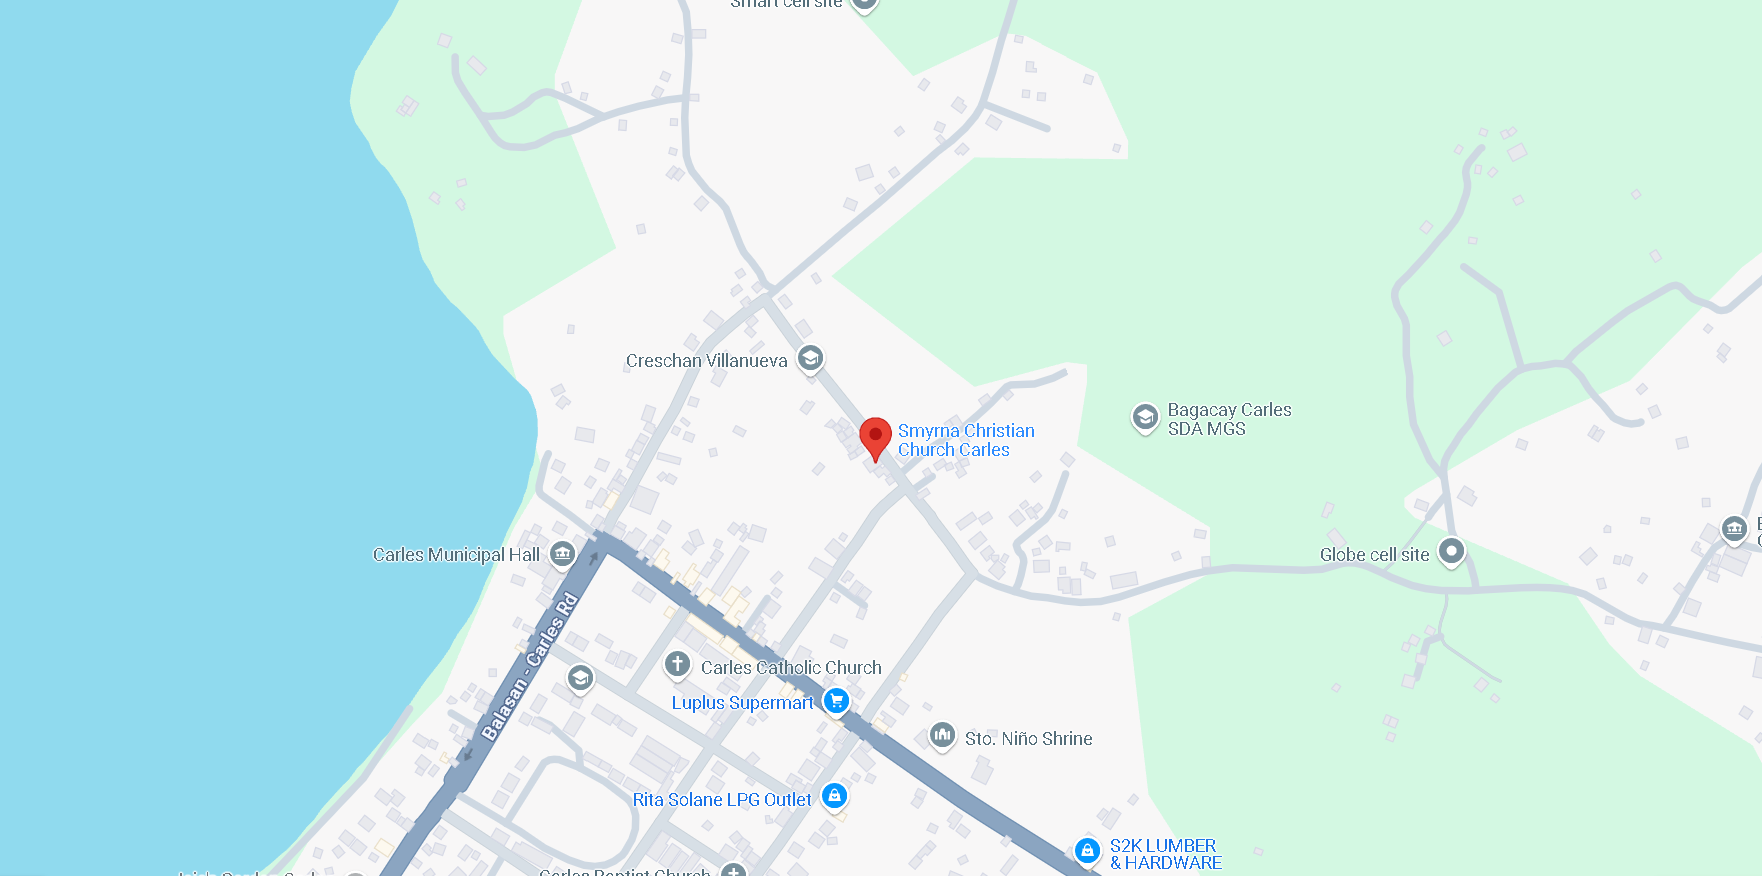 Smart cell site
Creschan Villanueva
Bagacay Carles
SDA MGS
Smyrna Christian
Church Carles
Carles Municipal Hall
Globe cell site
Balasan - Carles Rd
Carles Catholic Church
Luplus Supermart
Sto. Niño Shrine
Rita Solane LPG Outlet
S2K LUMBER
& HARDWARE
Carles Baptist Church